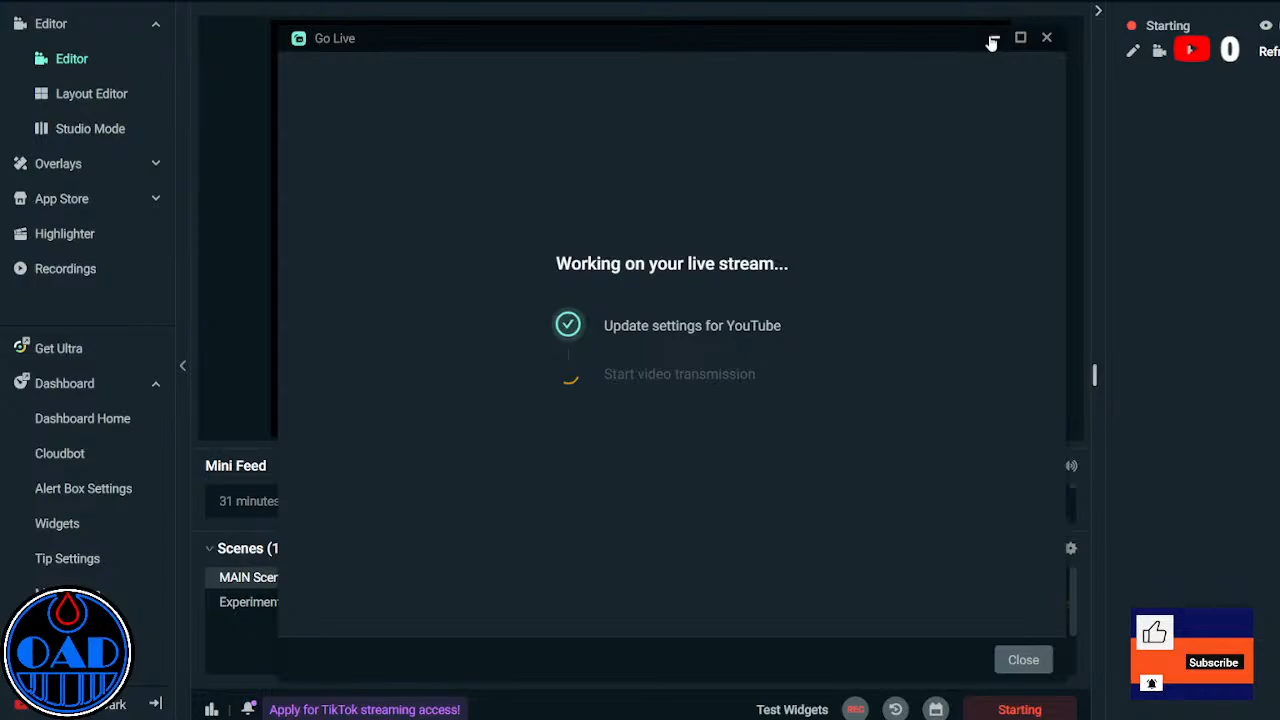 Editor
Editor
Layout Editor
Studio Mode
Overlays
App Store
Highlighter
Recordings
Get Ultra
Dashboard
Dashboard Home
Cloudbot
Alert Box Settings
Widgets
Tip Settings
OAD
ark
Go Live
Working on your live stream...
Update settings for YouTube
Start video transmission
Mini Feed
31 minutes
Scenes (1
MAIN Scen
Experimen
Close
Apply for TikTok streaming access!
Test Widgets
REC
Starting
Starting
0
Refr
Subscribe